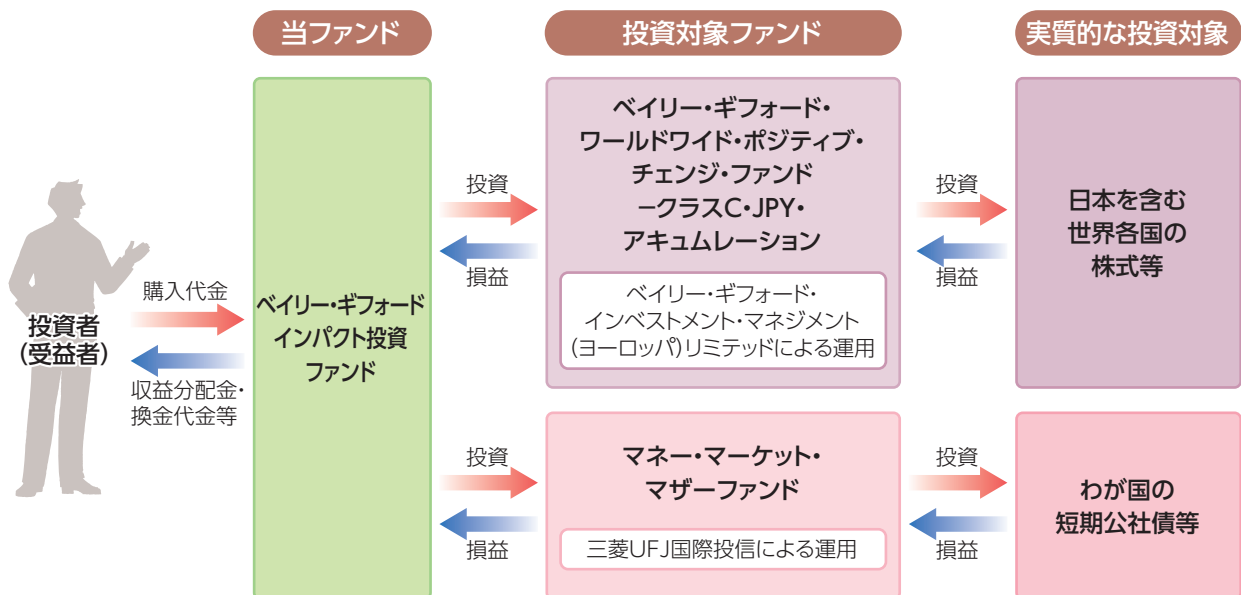 当ファンド
投資対象ファンド
実質的な投資対象
投資者
(受益者)
購入代金
収益分配金・
換金代金等
ベイリー・ギフォード
インパクト投資
ファンド
投資
損益
ベイリー・ギフォード・
ワールドワイド・ポジティブ・
チェンジ・ファンド
－クラスC・JPY・
アキュムレーション
ベイリー・ギフォード・
インベストメント・マネジメント
(ヨーロッパ)リミテッドによる運用
投資
損益
日本を含む
世界各国の
株式等
投資
損益
マネー・マーケット・
マザーファンド
三菱UFJ国際投信による運用
投資
損益
わが国の
短期公社債等